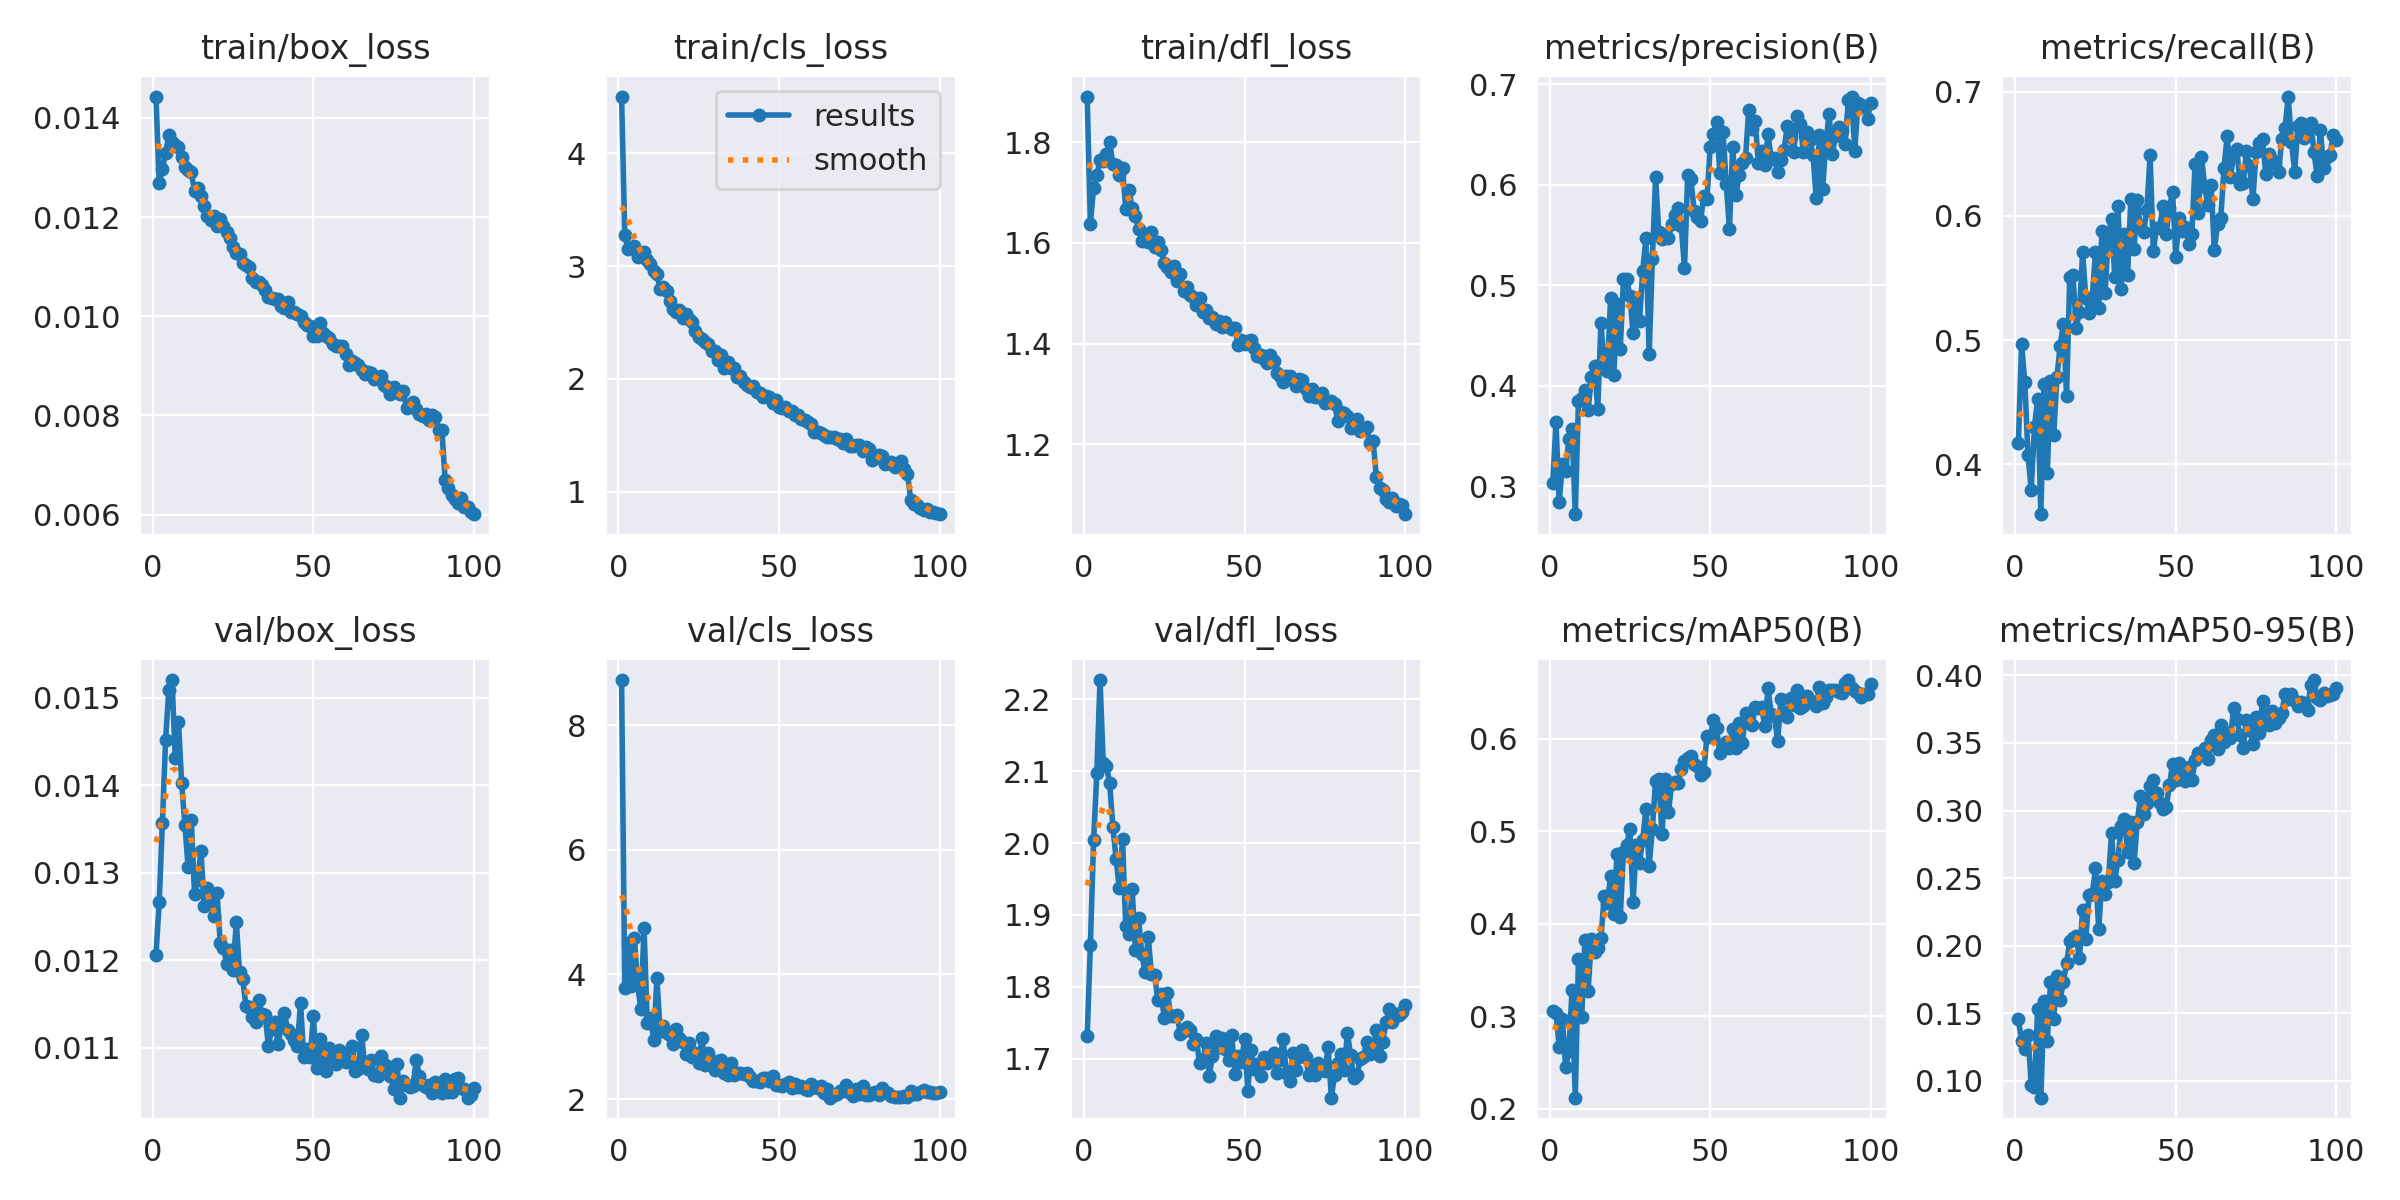 train/box_loss
0.014
0.012
0.010
0.008
0.006
0 50 100
train/cls_loss
results
smooth
4
3
2
1
0 50 100
train/dfl_loss
1.8
1.6
1.4
1.2
0 50 100
metrics/precision(B)
0.7
0.6
0.5
0.4
0.3
0 50 100
metrics/recall(B)
0.7
0.6
0.5
0.4
0 50 100
val/box_loss
0.015
0.014
0.013
0.012
0.011
0 50 100
val/cls_loss
8
6
4
2
0 50 100
val/dfl_loss
2.2
2.1
2.0
1.9
1.8
1.7
0 50 100
metrics/mAP50(B)
0.6
0.5
0.4
0.3
0.2
0 50 100
metrics/mAP50-95(B)
0.40
0.35
0.30
0.25
0.20
0.15
0.10
0 50 100